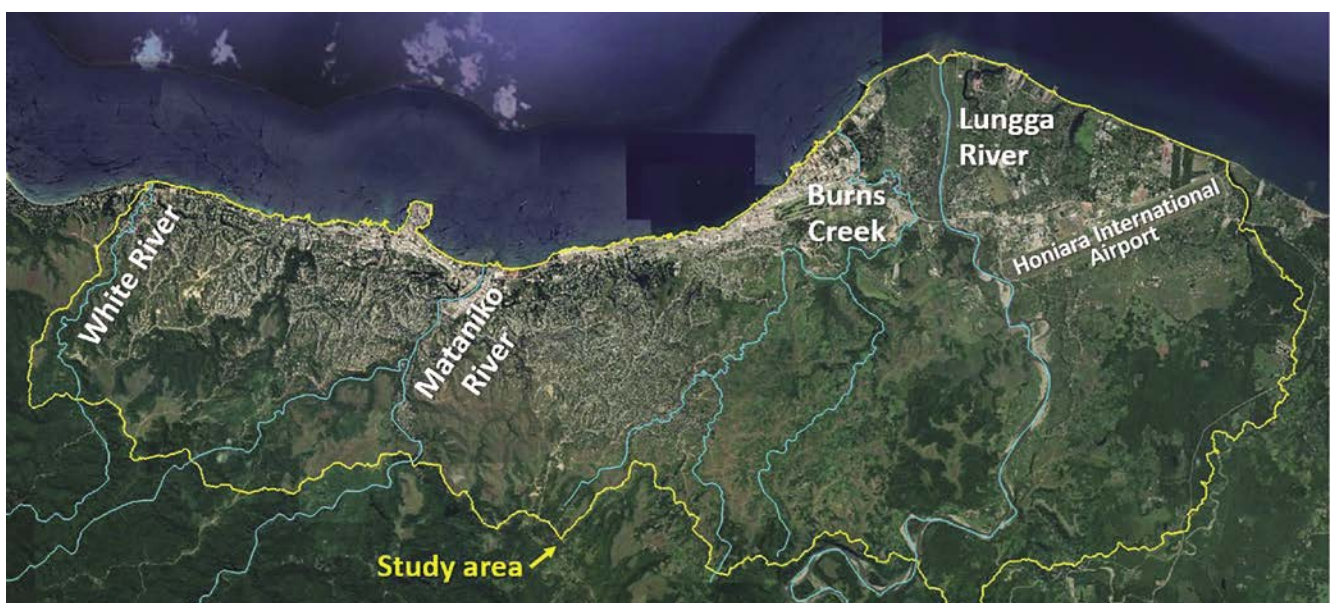 White River
Mataniko
River
Burns
Creek
Lungga
River
Honiara International
Airport
Study area